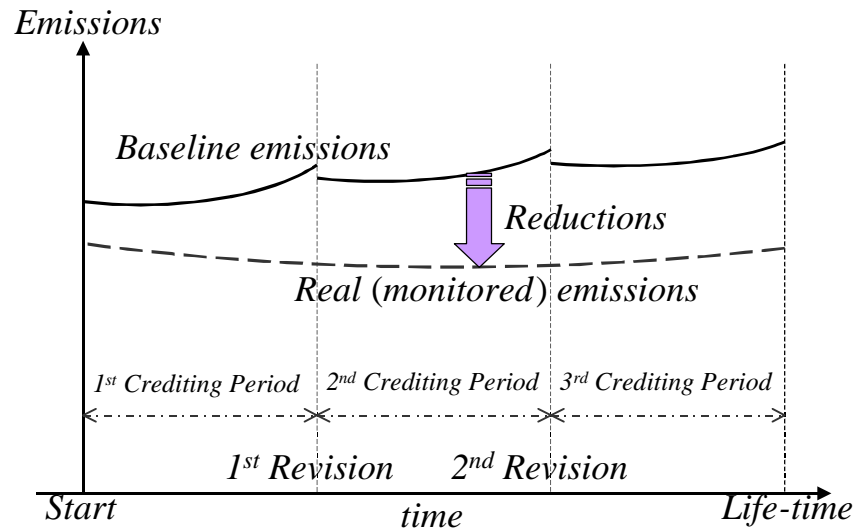 Emissions
Baseline emissions
Reductions
Real (monitored) emissions
1st Crediting Period
2nd Crediting Period
3rd Crediting Period
1st Revision
2nd Revision
Start
time
Life-time